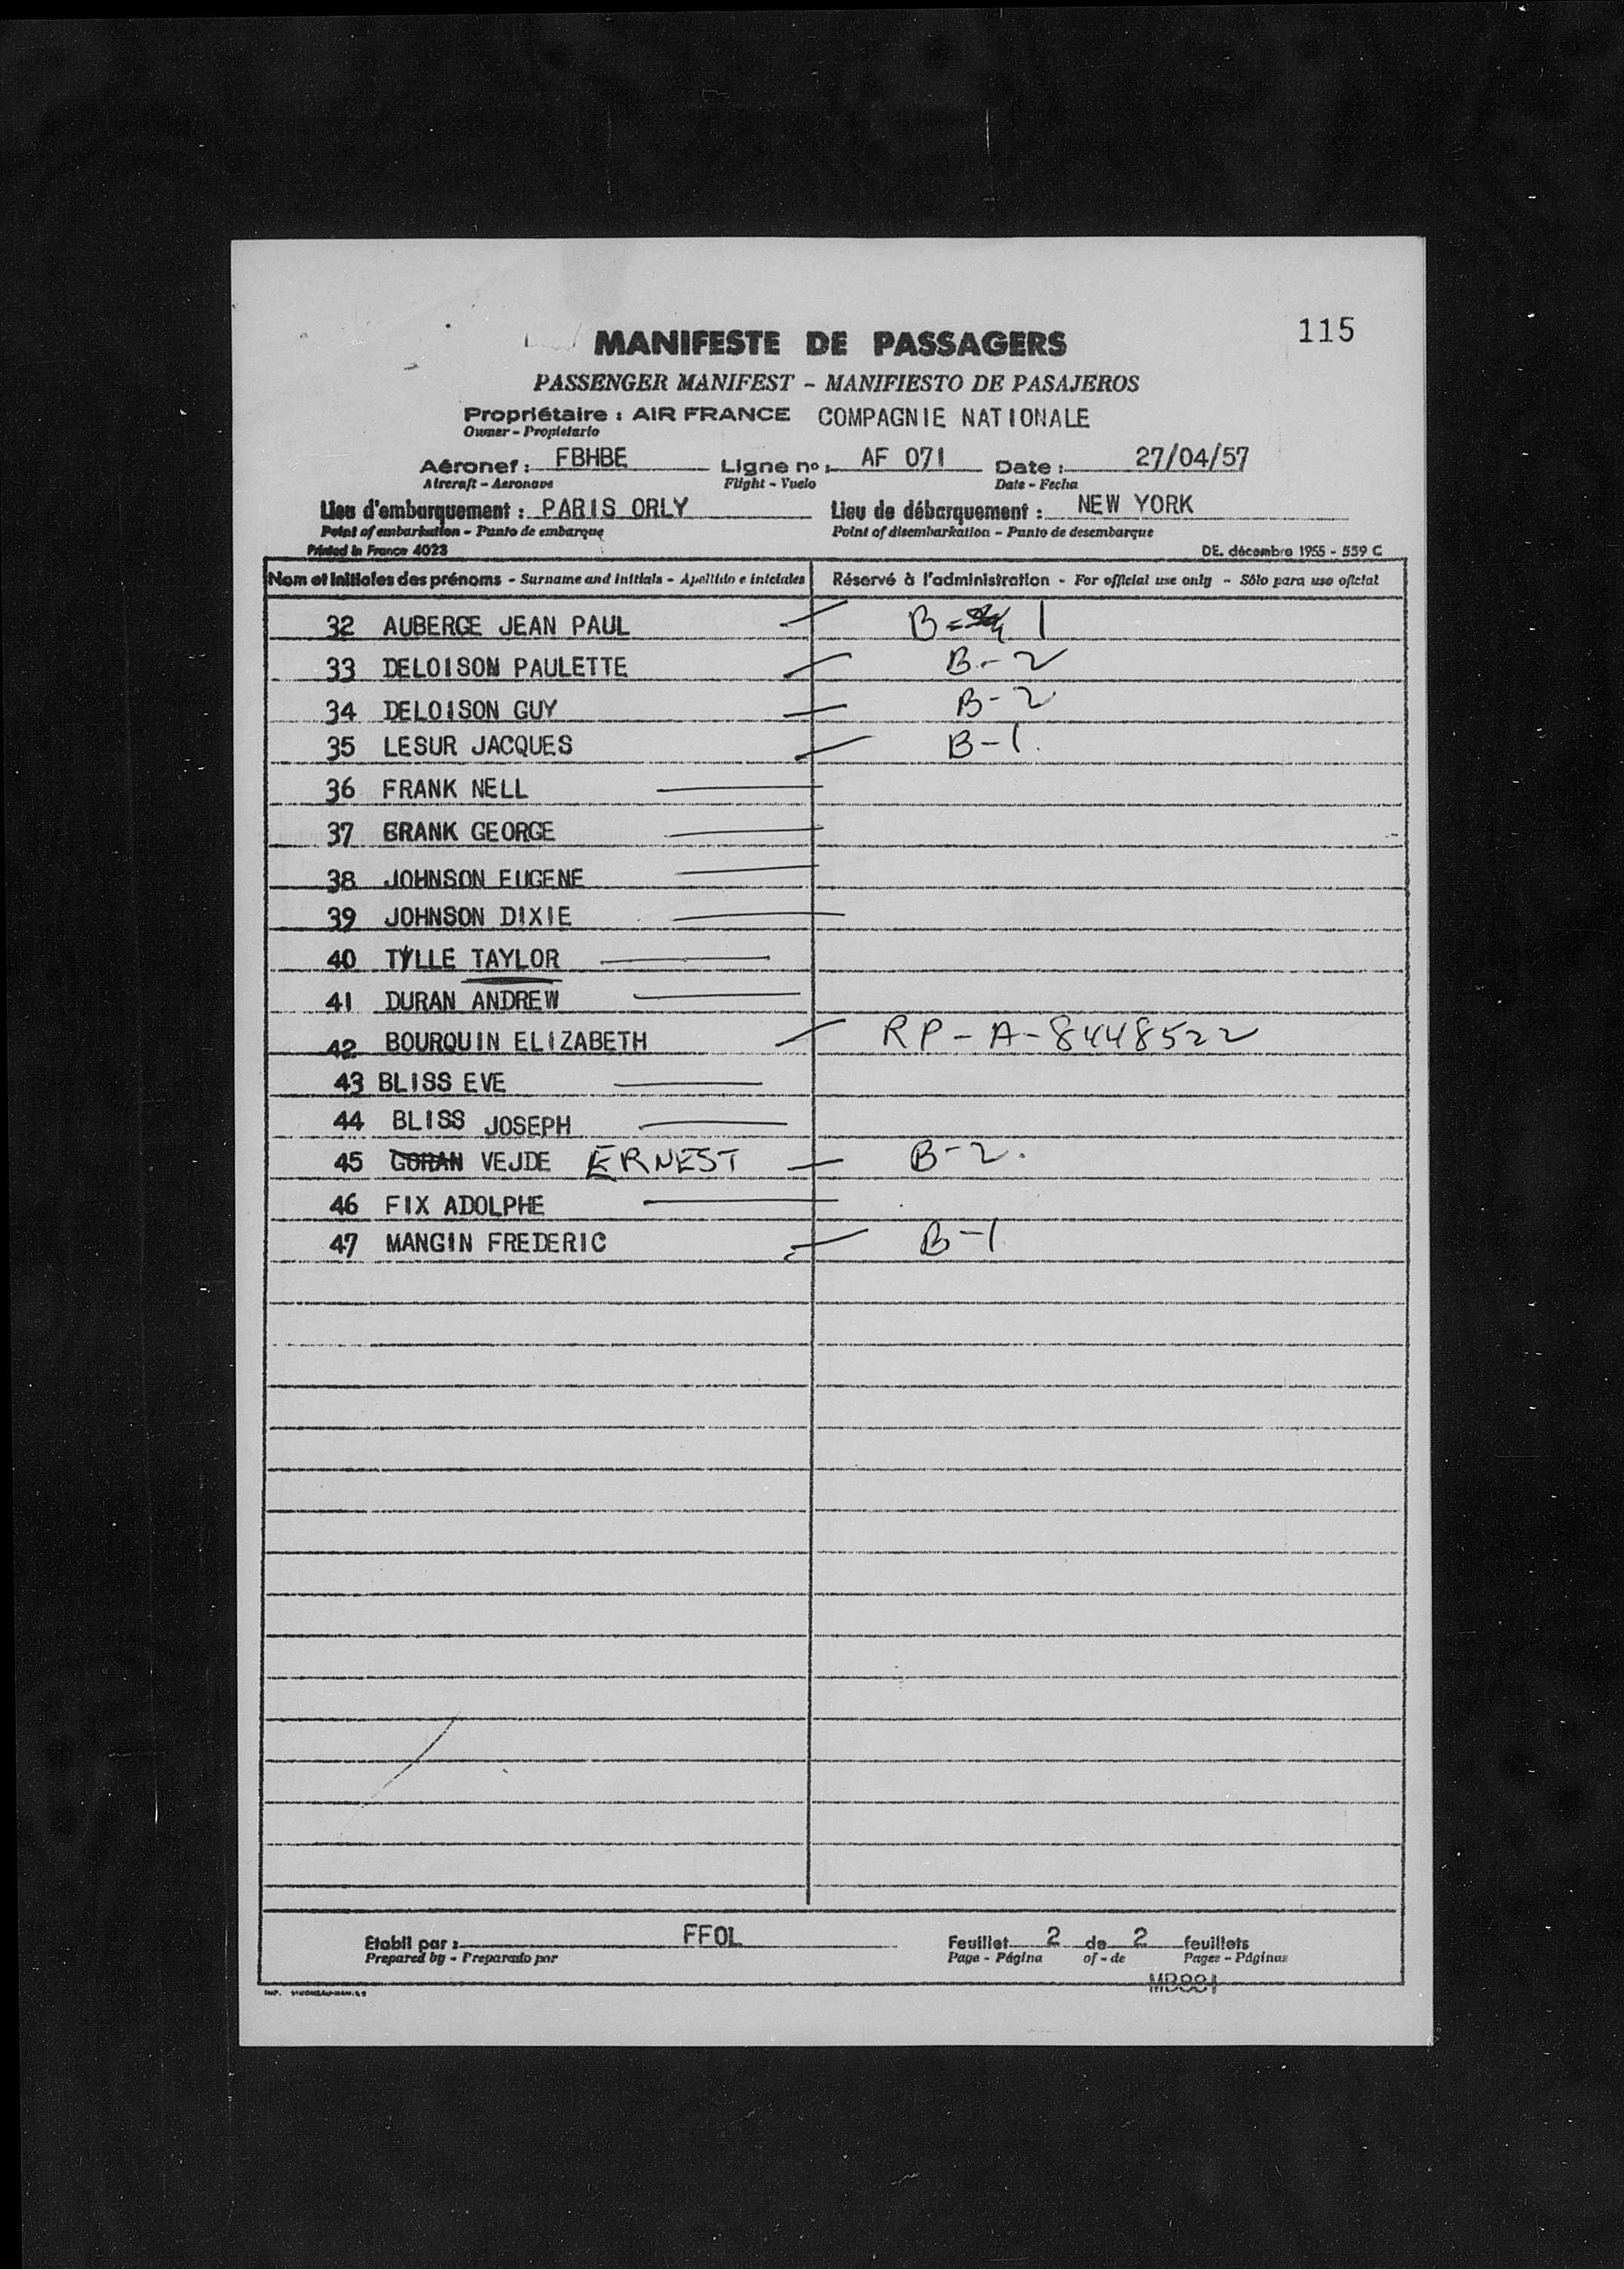 115
MANIFESTE DE PASSAGERS
PASSENGER MANIFEST - MANIFIESTO DE PASAJEROS
Propriétaire : AIR FRANCE COMPAGNIE NATIONALE
Owner - Propietario
Aéronef : FBHBE Ligne no : AF 071 Date : 27/04/57
Aircraft - Aeronave Flight - Vuelo Date - Fecha
Lieu d'embarquement : PARIS ORLY Lieu de débarquement : NEW YORK
Point of embarkation - Punto de embarque Point of disembarkation - Punto de desembarque
Printed in France 4023 DE. décembre 1955 - 559 C
Nom et initiales des prénoms - Surname and initials - Apellido e iniciales Réservé à l'administration - For official use only - Sólo para uso oficial
32 AUBERGE JEAN PAUL B- 1
33 DELOISON PAULETTE B-2
34 DELOISON GUY B-2
35 LESUR JACQUES B-1.
36 FRANK NELL
37 BRANK GEORGE
38 JOHNSON EUGENE
39 JOHNSON DIXIE
40 TYLLE TAYLOR
41 DURAN ANDREW
42 BOURQUIN ELIZABETH RP-A-8448522
43 BLISS EVE
44 BLISS JOSEPH
45 GORAN VEJDE ERNEST B-2.
46 FIX ADOLPHE
47 MANGIN FREDERIC B-1
Etabli par : FFOL Feuillet 2 de 2 feuillets
Prepared by - Preparado por Page - Página of - de Pages - Páginas